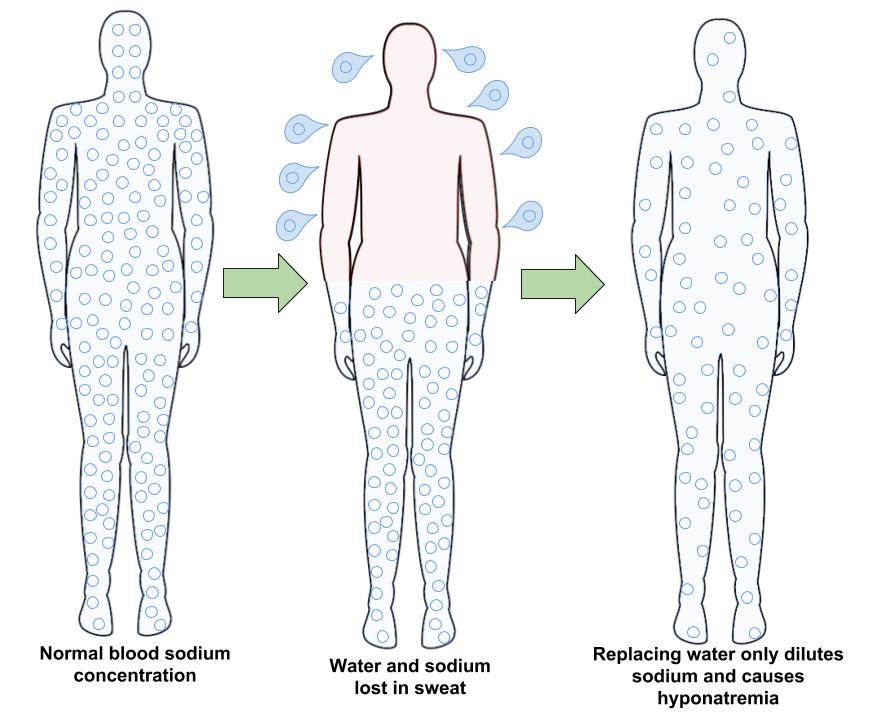 Normal blood sodium
concentration
Water and sodium
lost in sweat
Replacing water only dilutes
sodium and causes
hyponatremia